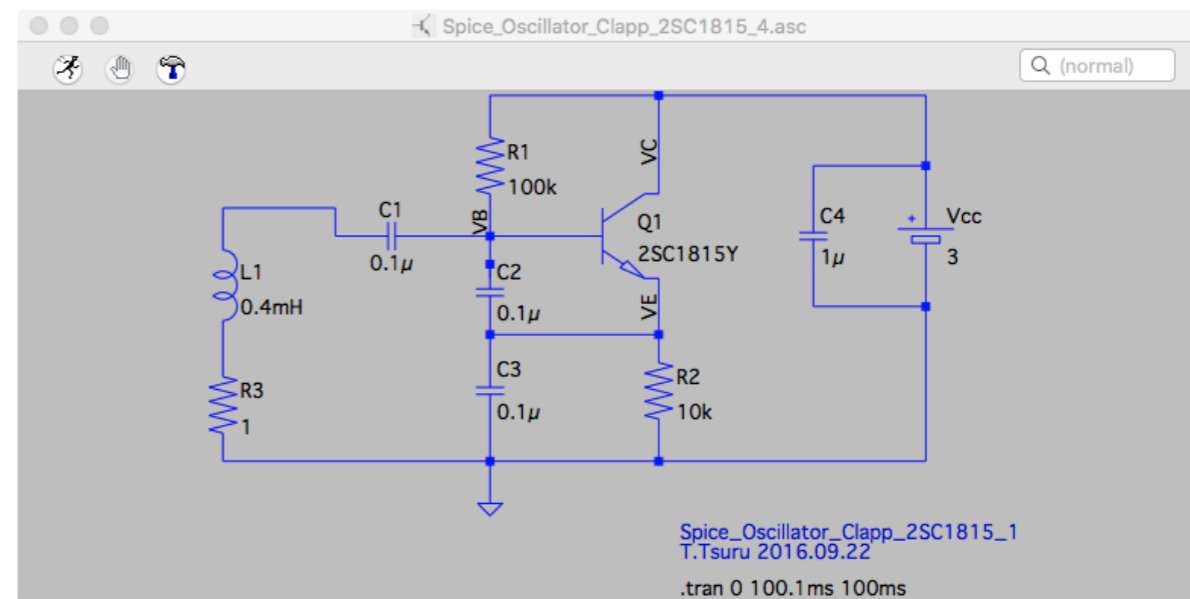 Spice_Oscillator_Clapp_2SC1815_4.asc
(normal)
R1
100k
VC
VB
C1
0.1µ
Q1
2SC1815Y
C4
1µ
Vcc
3
L1
0.4mH
C2
0.1µ
VE
C3
0.1µ
R2
10k
R3
1
Spice_Oscillator_Clapp_2SC1815_1
T.Tsuru 2016.09.22
.tran 0 100.1ms 100ms